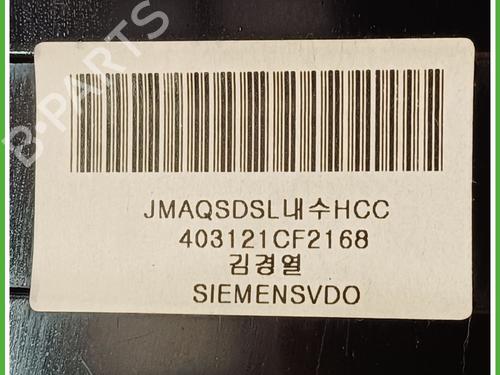 B-PARTS
JMAQSDSL내수HCC
403121CF2168
김경열
SIEMENSVDO